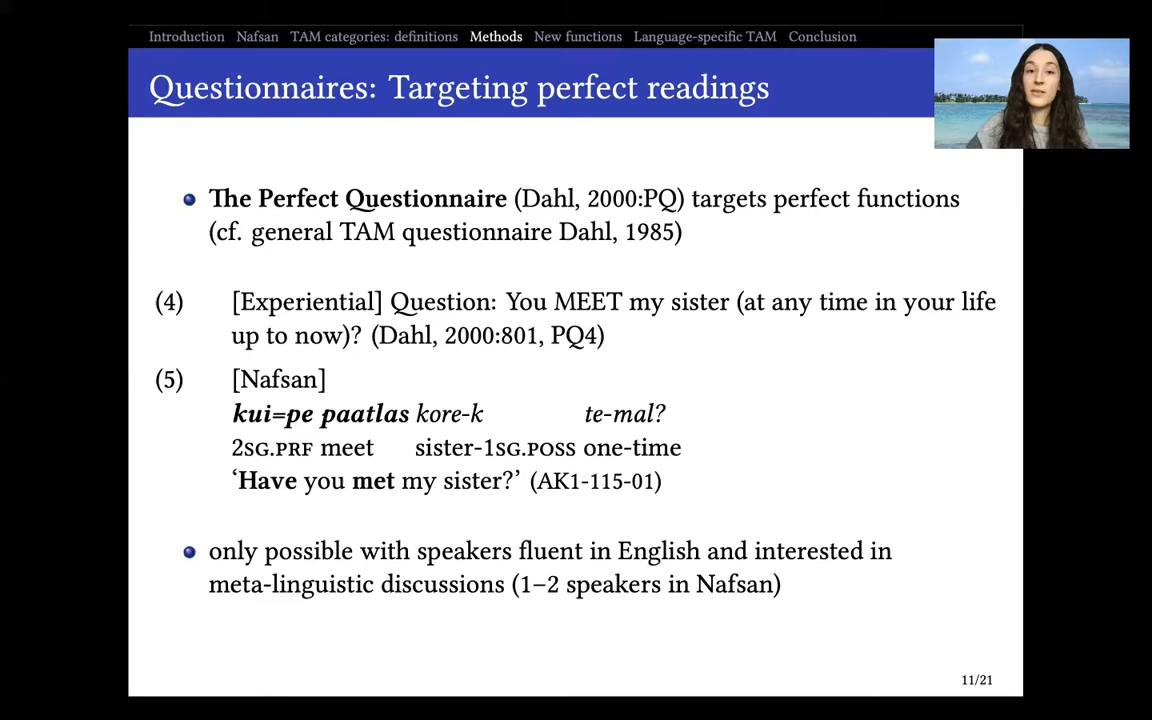 Introduction Nafsan TAM categories: definitions Methods New functions Language-specific TAM Conclusion
Questionnaires: Targeting perfect readings
The Perfect Questionnaire (Dahl, 2000:PQ) targets perfect functions
(cf. general TAM questionnaire Dahl, 1985)
(4) [Experiential] Question: You MEET my sister (at any time in your life
up to now)? (Dahl, 2000:801, PQ4)
(5) [Nafsan]
kui=pe paatlas kore-k te-mal?
2SG.PRF meet sister-1SG.POSS one-time
‘Have you met my sister?’ (AK1-115-01)
only possible with speakers fluent in English and interested in
meta-linguistic discussions (1–2 speakers in Nafsan)
11/21